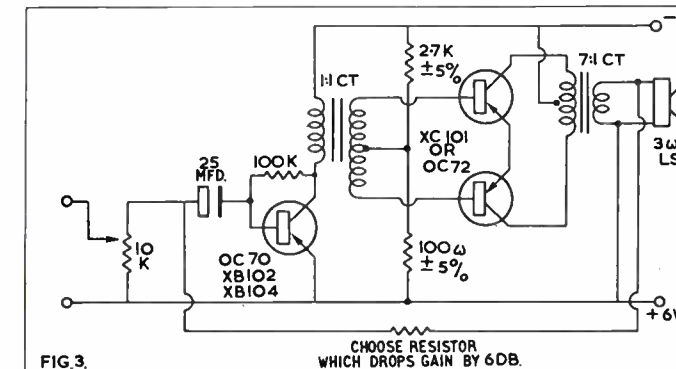 −
2·7K
±5%
7:1 CT
1:1 CT
25
MFD.
100K
XC 101
OR
OC72
3ω
LS
10
K
OC 70
XB102
XB104
100ω
±5%
+6V
CHOOSE RESISTOR
WHICH DROPS GAIN BY 6DB.
FIG.3.